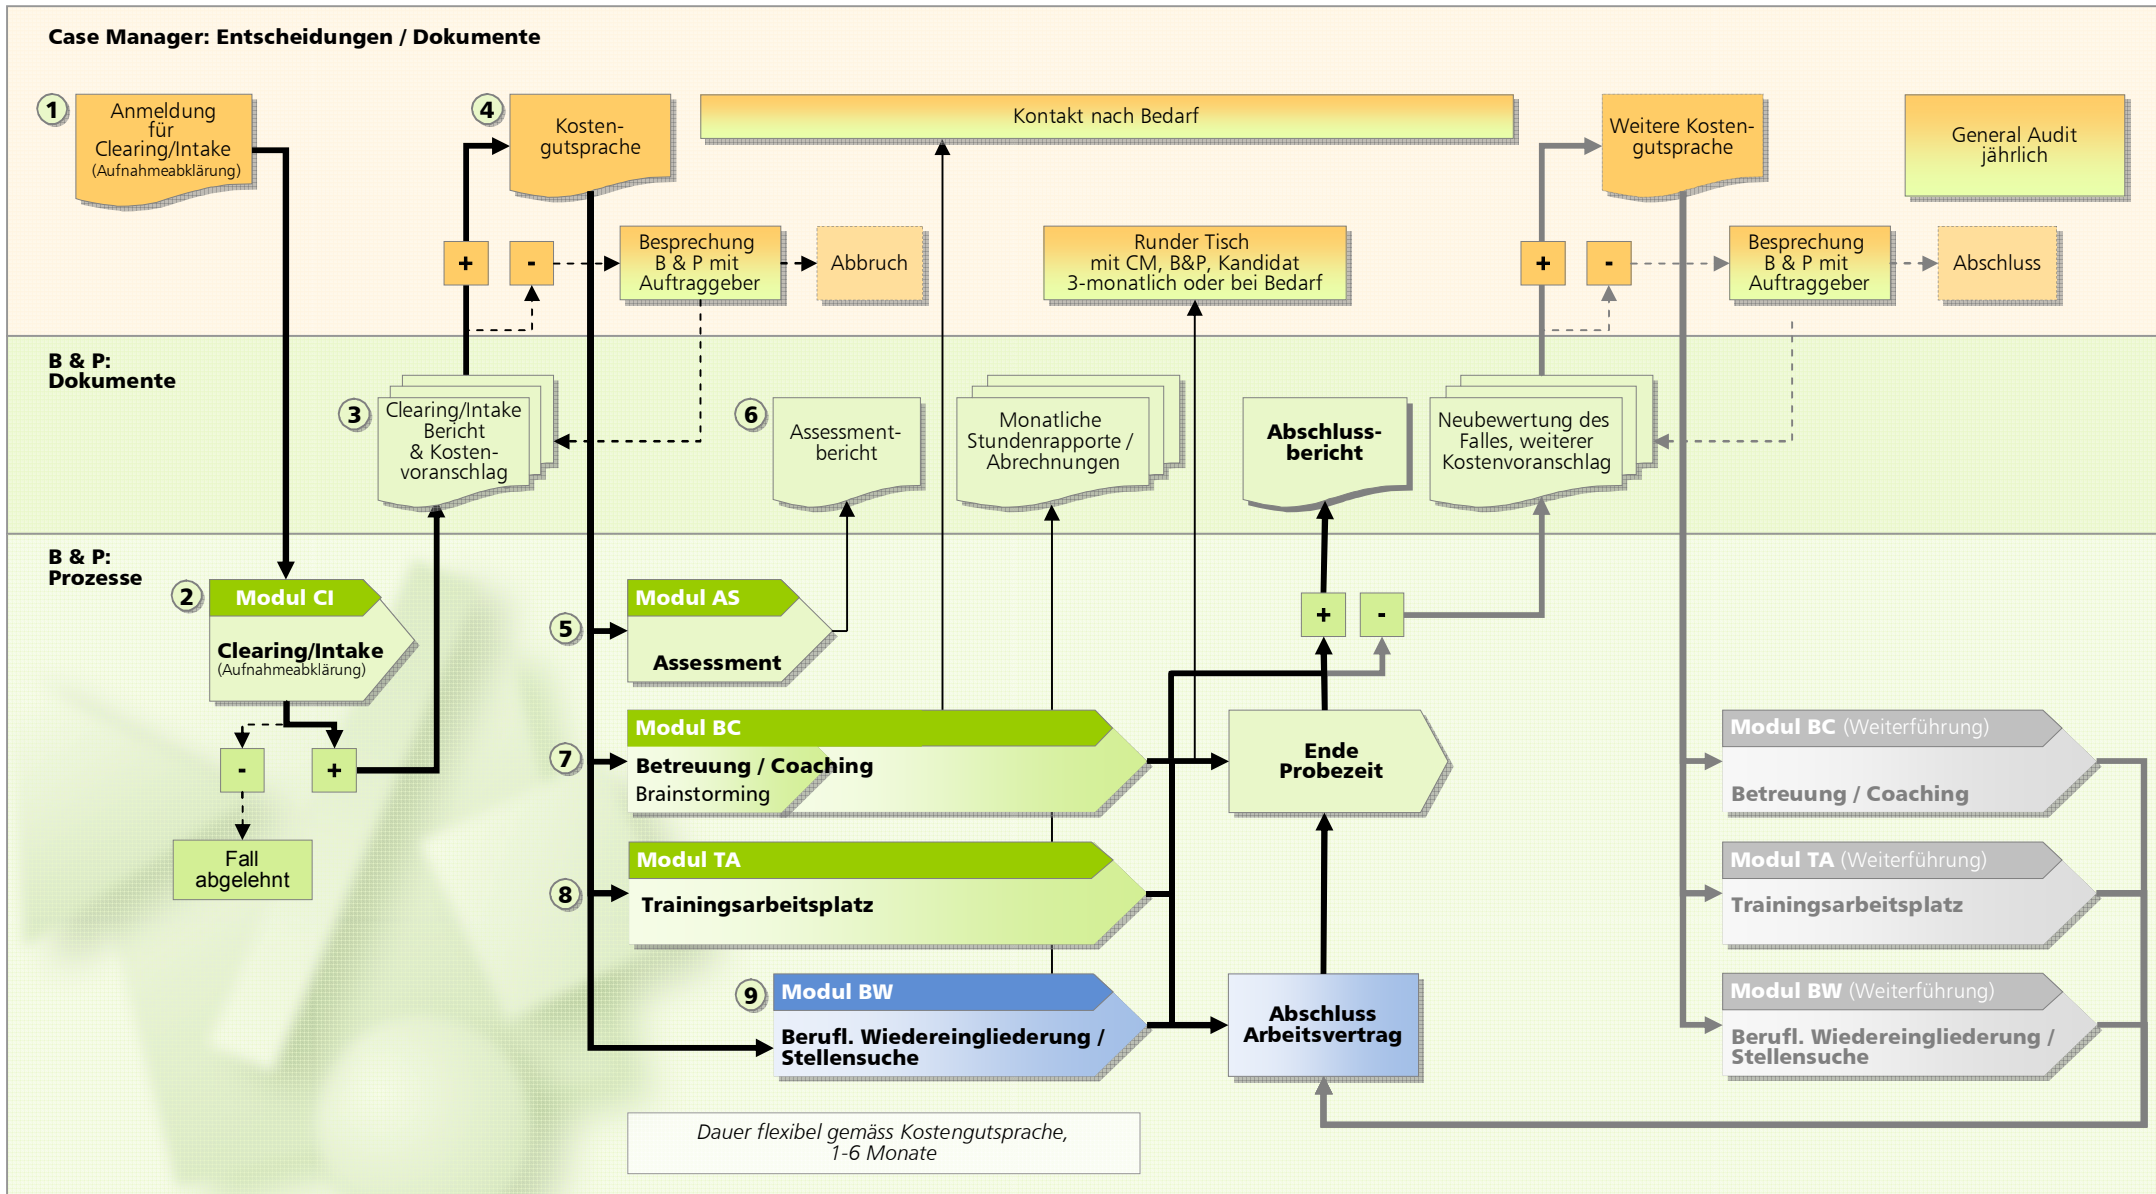 Case Manager: Entscheidungen / Dokumente
1
Anmeldung
für
Clearing/Intake
(Aufnahmeabklärung)
4
Kosten-
gutsprache
Kontakt nach Bedarf
Weitere Kosten-
gutsprache
General Audit
jährlich
+
-
Besprechung
B & P mit
Auftraggeber
Abbruch
Runder Tisch
mit CM, B&P, Kandidat
3-monatlich oder bei Bedarf
+
-
Besprechung
B & P mit
Auftraggeber
Abschluss
B & P:
Dokumente
3
Clearing/Intake
Bericht
& Kosten-
voranschlag
6
Assessment-
bericht
Monatliche
Stundenrapporte /
Abrechnungen
Abschluss-
bericht
Neubewertung des
Falles, weiterer
Kostenvoranschlag
B & P:
Prozesse
2
Modul CI
Clearing/Intake
(Aufnahmeabklärung)
-
+
Fall
abgelehnt
5
Modul AS
Assessment
+
-
7
Modul BC
Betreuung / Coaching
Brainstorming
Ende
Probezeit
Modul BC (Weiterführung)
Betreuung / Coaching
8
Modul TA
Trainingsarbeitsplatz
Modul TA (Weiterführung)
Trainingsarbeitsplatz
9
Modul BW
Berufl. Wiedereingliederung /
Stellensuche
Abschluss
Arbeitsvertrag
Modul BW (Weiterführung)
Berufl. Wiedereingliederung /
Stellensuche
Dauer flexibel gemäss Kostengutsprache,
1-6 Monate